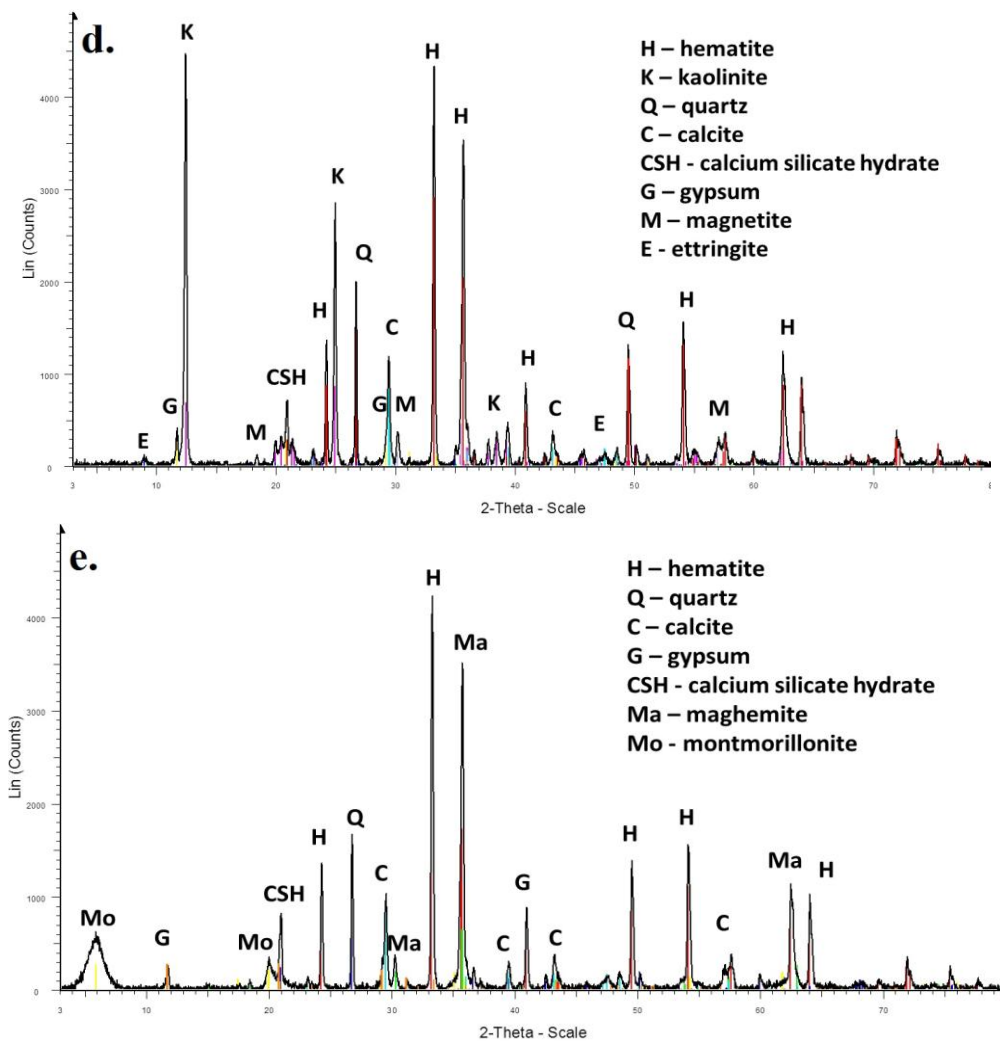 d.
K
H
H
K
Q
H
C
CSH
G
E
M
G
M
K
H
C
E
Q
H
M
H
H – hematite
K – kaolinite
Q – quartz
C – calcite
CSH - calcium silicate hydrate
G – gypsum
M – magnetite
E - ettringite
Lin (Counts)
4000
3000
2000
1000
0
3 10 20 30 40 50 60 70 80
2-Theta - Scale
e.
H
Ma
H
Q
C
CSH
Mo
G
Mo
Ma
G
C
C
H
H
C
Ma
H
H – hematite
Q – quartz
C – calcite
G – gypsum
CSH - calcium silicate hydrate
Ma – maghemite
Mo - montmorillonite
Lin (Counts)
4000
3000
2000
1000
0
3 10 20 30 40 50 60 70
2-Theta - Scale